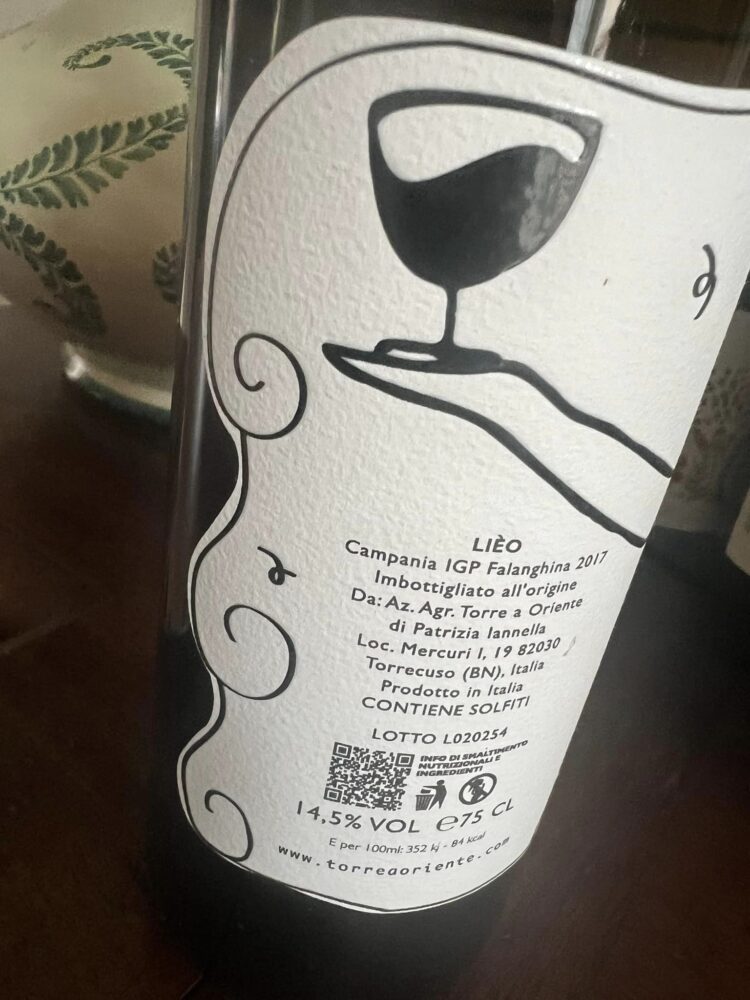 LIÈO
Campania IGP Falanghina 2017
Imbottigliato all'origine
Da: Az. Agr. Torre a Oriente
di Patrizia Iannella
Loc. Mercuri I, 19 82030
Torrecuso (BN), Italia
Prodotto in Italia
CONTIENE SOLFITI
LOTTO L020254
INFO DI SMALTIMENTO
NUTRIZIONALI E
INGREDIENTI
14,5% VOL ℮75 CL
E per 100ml: 352 kj - 84 kcal
www.torreaoriente.com